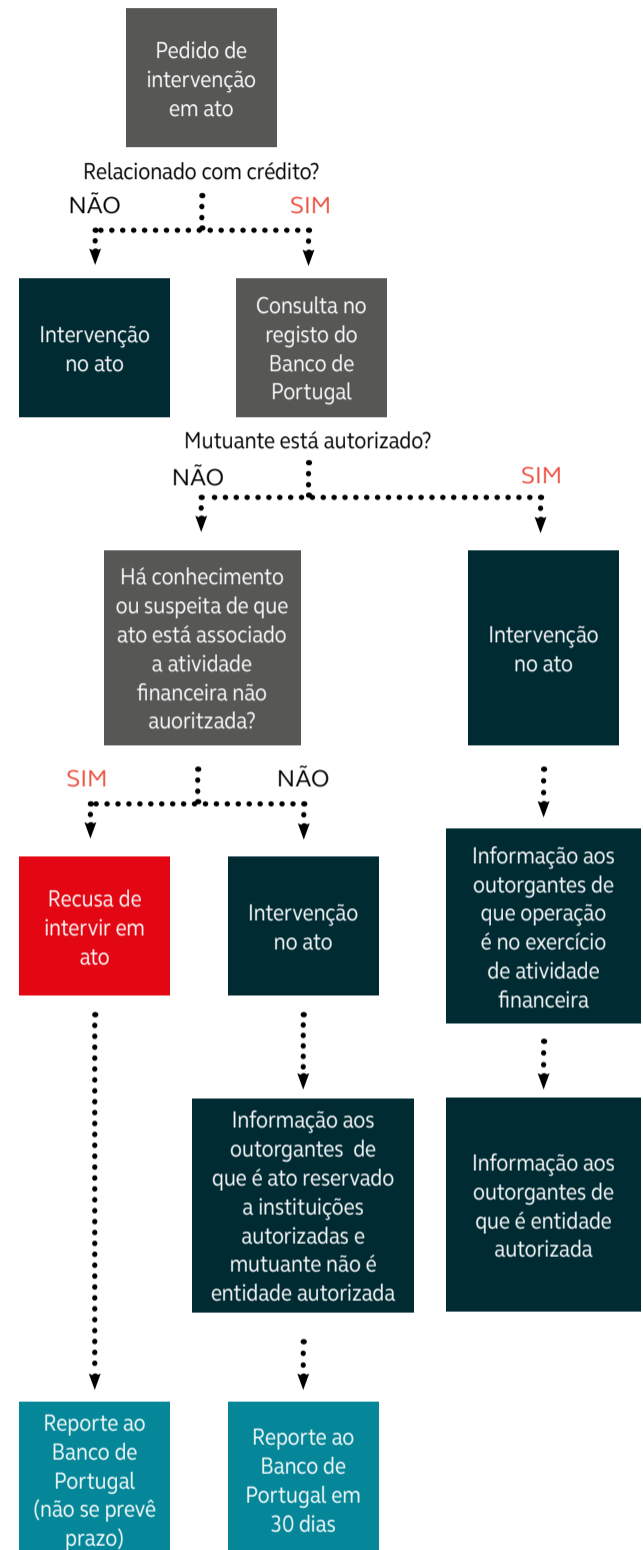 Pedido de
intervenção
em ato
Relacionado com crédito?
NÃO
SIM
Intervenção
no ato
Consulta no
registo do
Banco de
Portugal
Mutuante está autorizado?
NÃO
SIM
Há conhecimento
ou suspeita de que
ato está associado
a atividade
financeira não
auoritzada?
Intervenção
no ato
SIM
NÃO
Recusa de
intervir em
ato
Intervenção
no ato
Informação aos
outorgantes de
que operação
é no exercício
de atividade
financeira
Informação aos
outorgantes de
que é ato reservado
a instituições
autorizadas e
mutuante não é
entidade autorizada
Informação aos
outorgantes de
que é entidade
autorizada
Reporte ao
Banco de
Portugal
(não se prevê
prazo)
Reporte ao
Banco de
Portugal em
30 dias